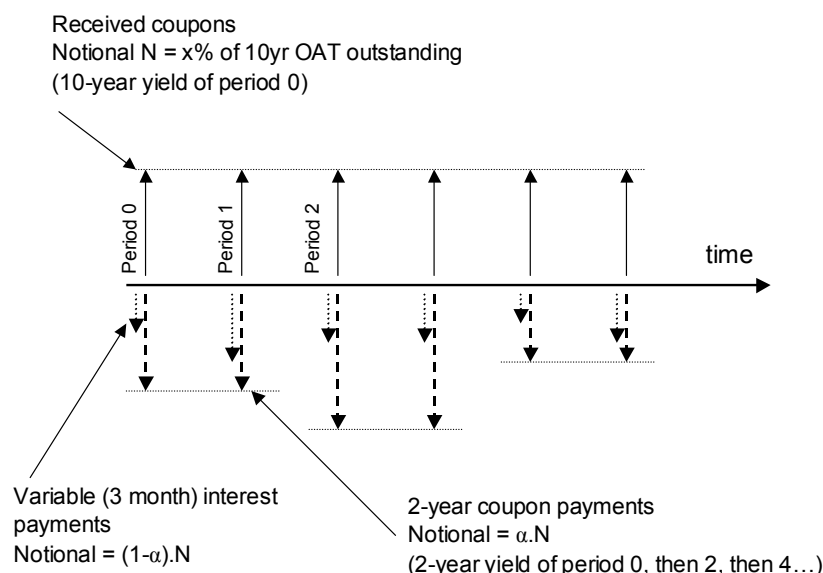 Received coupons
Notional N = x% of 10yr OAT outstanding
(10-year yield of period 0)
Period 0
Period 1
Period 2
time
Variable (3 month) interest
payments
Notional = (1-α).N
2-year coupon payments
Notional = α.N
(2-year yield of period 0, then 2, then 4…)